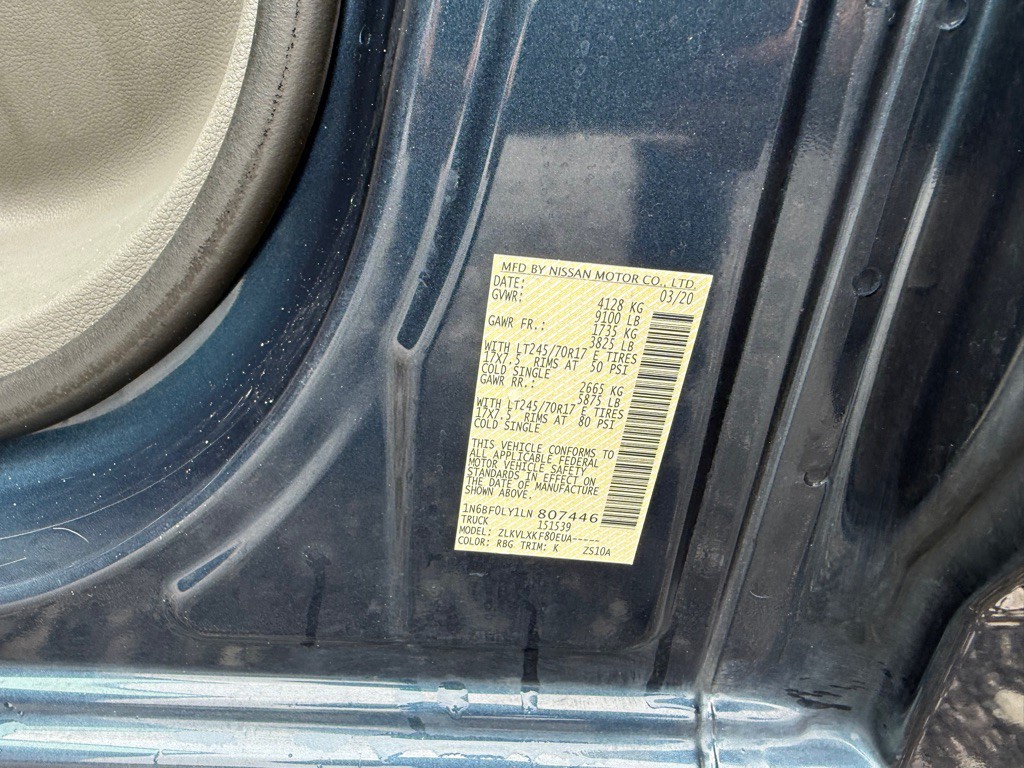 MFD BY NISSAN MOTOR CO., LTD.
DATE: 03/20
GVWR: 4128 KG
9100 LB
GAWR FR.: 1735 KG
3825 LB
WITH LT245/70R17 E TIRES
17X7.5 RIMS AT 50 PSI
COLD SINGLE
GAWR RR.: 2665 KG
5875 LB
WITH LT245/70R17 E TIRES
17X7.5 RIMS AT 80 PSI
COLD SINGLE
THIS VEHICLE CONFORMS TO
ALL APPLICABLE FEDERAL
MOTOR VEHICLE SAFETY
STANDARDS IN EFFECT ON
THE DATE OF MANUFACTURE
SHOWN ABOVE.
1N6BF0LY1LN 807446
TRUCK 151539
MODEL: ZLKVLXKF80EUA-----
COLOR: RBG TRIM: K ZS10A